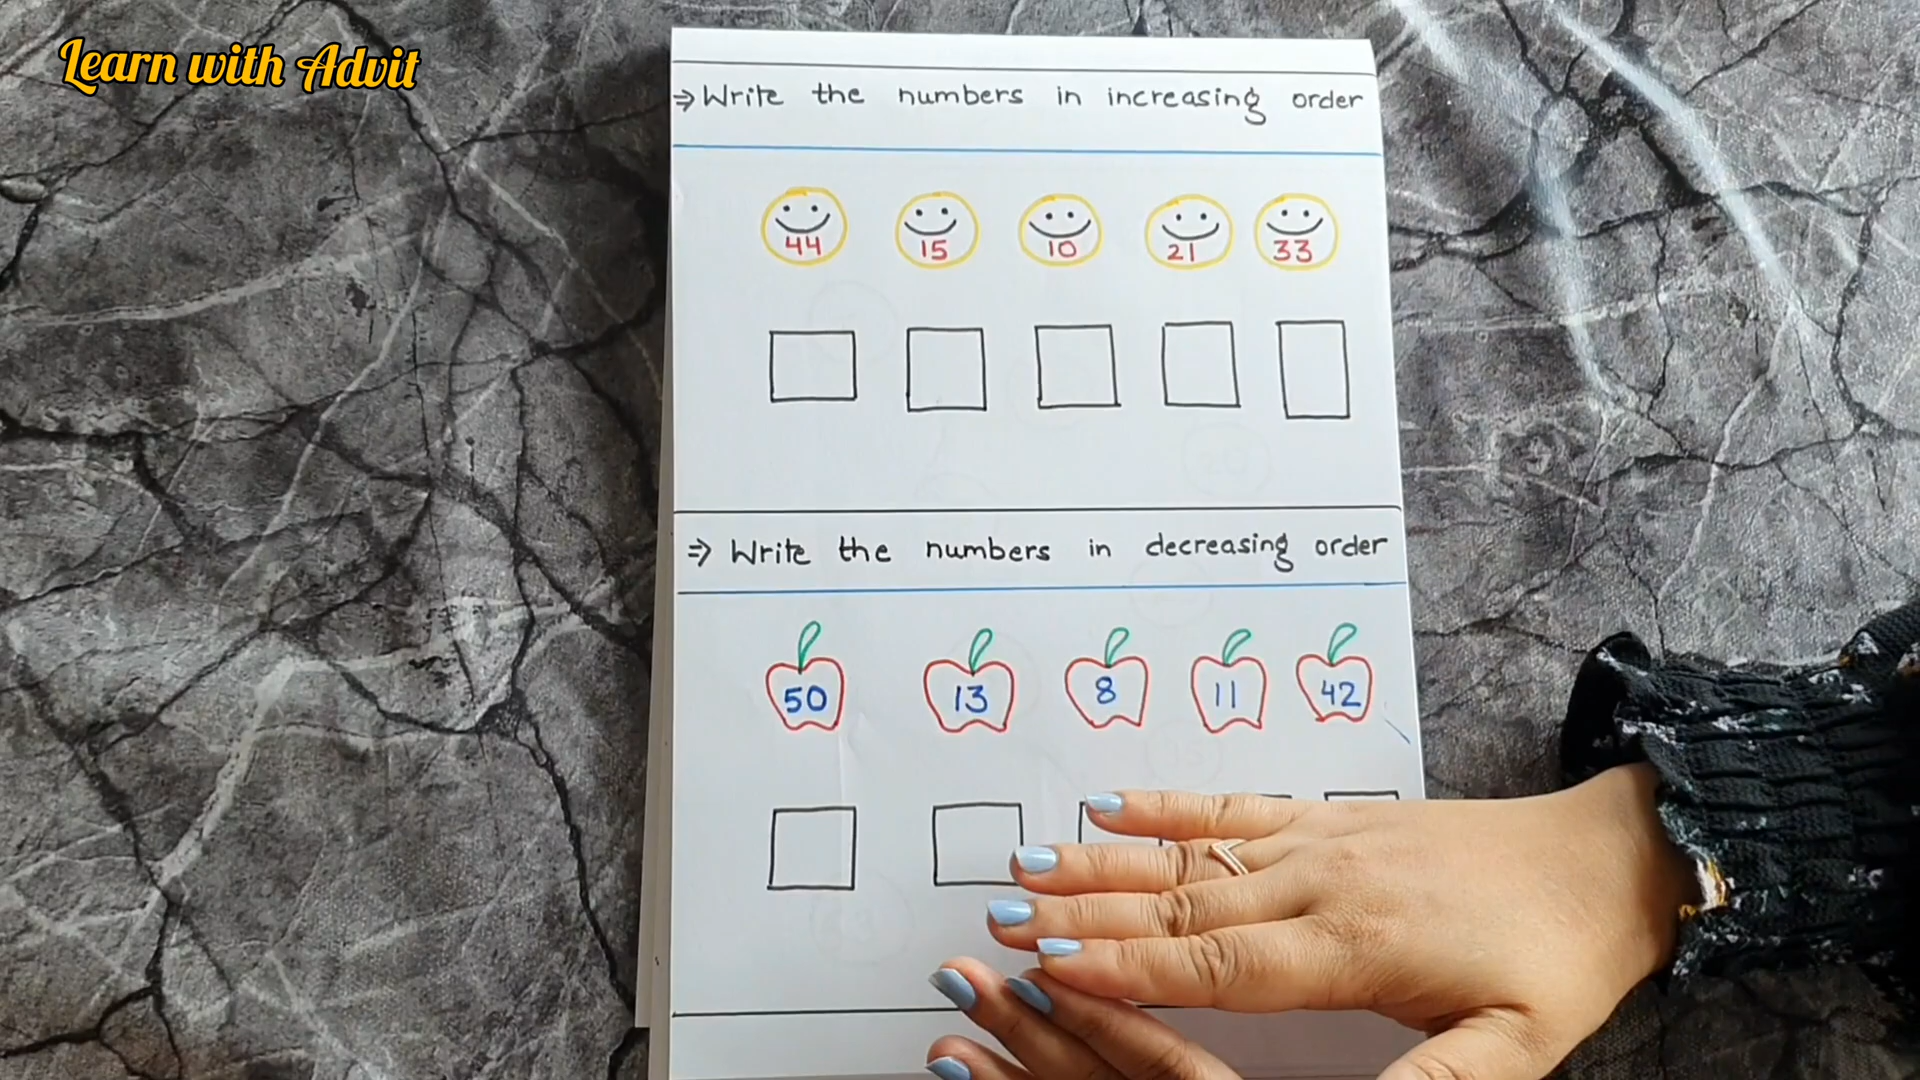 Learn with Advit
⇒ Write the numbers in increasing order
44 15 10 21 33
⇒ Write the numbers in decreasing order
50 13 8 11 42